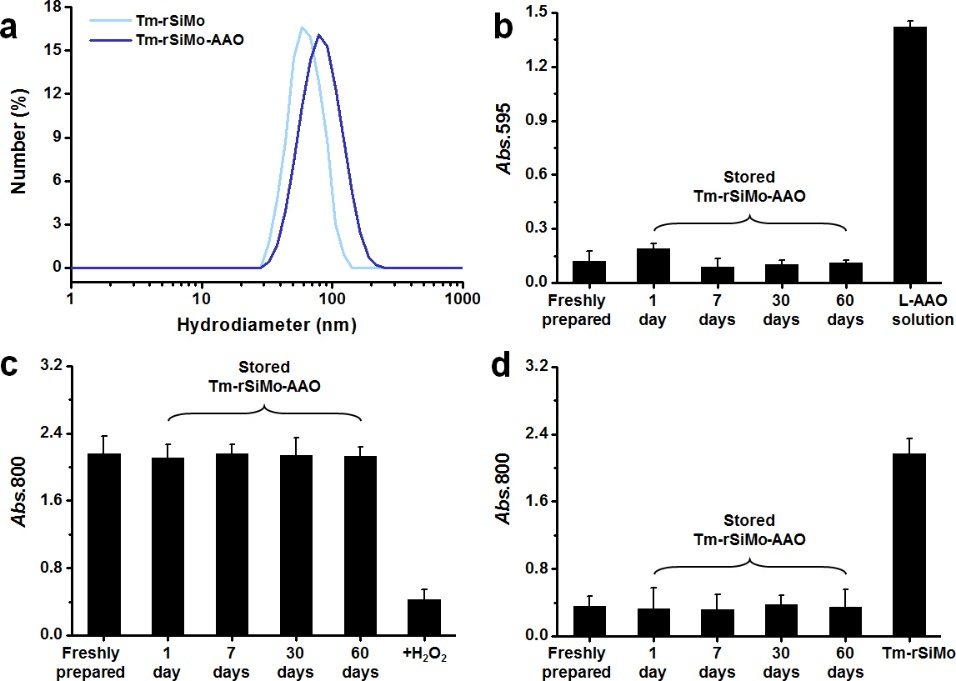 a
Tm-rSiMo
Tm-rSiMo-AAO
18
15
12
9
6
3
0
Number (%)
1
10
100
1000
Hydrodiameter (nm)
b
1.5
1.2
0.9
0.6
0.3
0.0
Abs.595
Stored
Tm-rSiMo-AAO
Freshly prepared
1 day
7 days
30 days
60 days
L-AAO solution
c
3.2
2.4
1.6
0.8
0.0
Abs.800
Stored
Tm-rSiMo-AAO
Freshly prepared
1 day
7 days
30 days
60 days
+H₂O₂
d
3.2
2.4
1.6
0.8
0.0
Abs.800
Stored
Tm-rSiMo-AAO
Freshly prepared
1 day
7 days
30 days
60 days
Tm-rSiMo